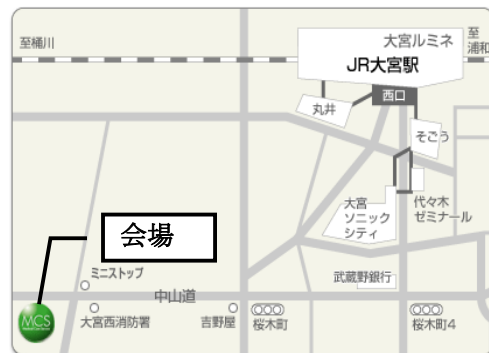 至桶川
大宮ルミネ
至
浦和
JR大宮駅
西口
丸井
そごう
大宮
ソニック
シティ
代々木
ゼミナール
会場
ミニストップ
武蔵野銀行
中山道
MCS
大宮西消防署
吉野屋
桜木町
桜木町4